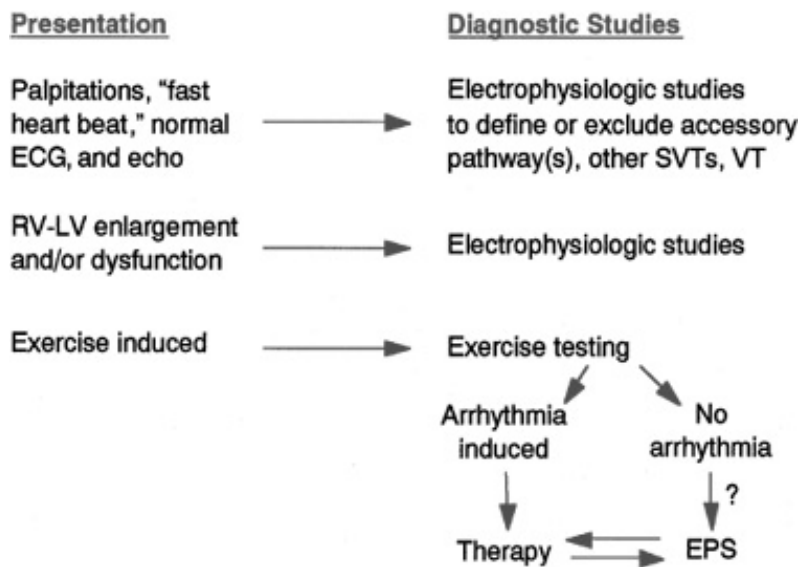 Presentation
Diagnostic Studies
Palpitations, “fast
heart beat,” normal
ECG, and echo
Electrophysiologic studies
to define or exclude accessory
pathway(s), other SVTs, VT
RV-LV enlargement
and/or dysfunction
Electrophysiologic studies
Exercise induced
Exercise testing
Arrhythmia
induced
No
arrhythmia
?
Therapy
EPS